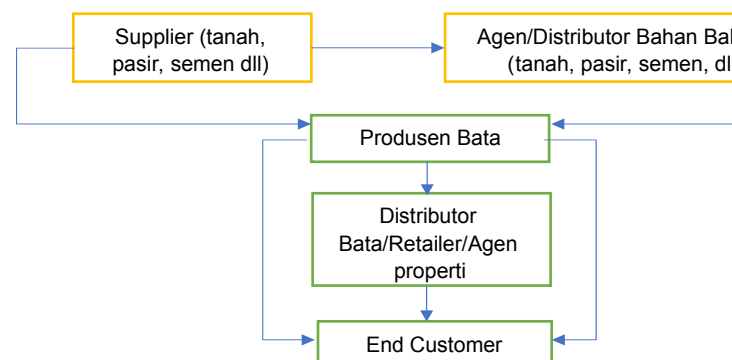 Supplier (tanah,
pasir, semen dll)
Agen/Distributor Bahan
(tanah, pasir, semen,
Produsen Bata
Distributor
Bata/Retailer/Agen
properti
End Customer